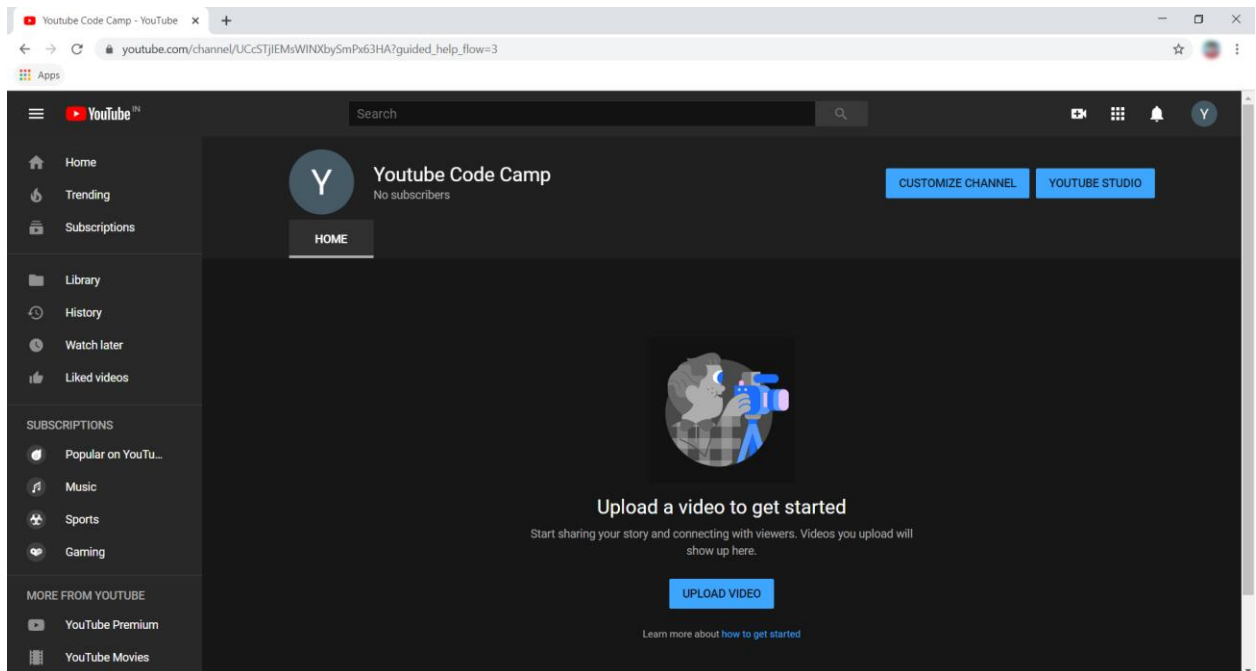 Youtube Code Camp - YouTube
youtube.com/channel/UCcSTjIEMsWINXbySmPx63HA?guided_help_flow=3
Apps
YouTube IN
Search
Y
Home
Trending
Subscriptions
Library
History
Watch later
Liked videos
SUBSCRIPTIONS
Popular on YouTu...
Music
Sports
Gaming
MORE FROM YOUTUBE
YouTube Premium
YouTube Movies
Y
Youtube Code Camp
No subscribers
CUSTOMIZE CHANNEL
YOUTUBE STUDIO
HOME
Upload a video to get started
Start sharing your story and connecting with viewers. Videos you upload will
show up here.
UPLOAD VIDEO
Learn more about how to get started